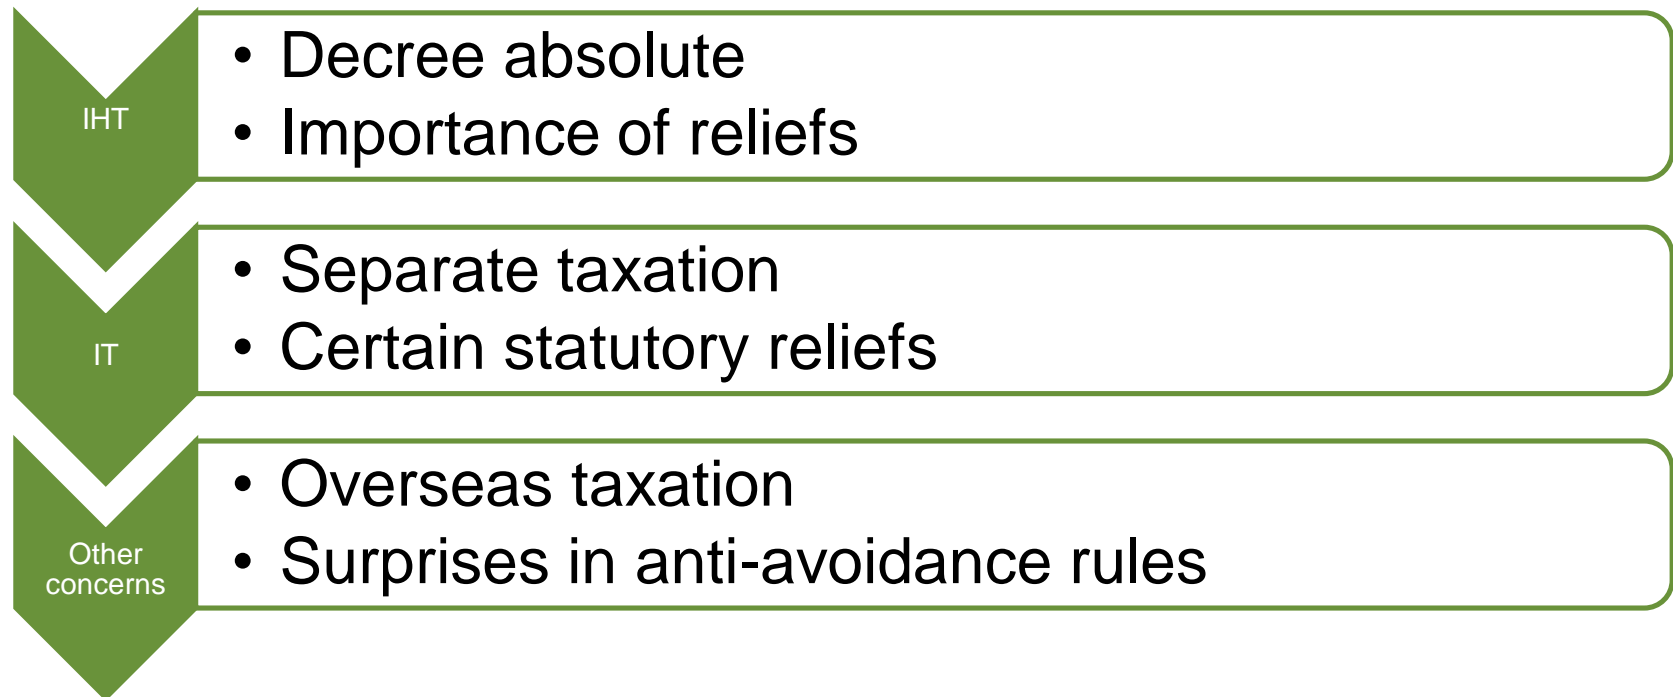 IHT
• Decree absolute
• Importance of reliefs
IT
• Separate taxation
• Certain statutory reliefs
Other
concerns
• Overseas taxation
• Surprises in anti-avoidance rules